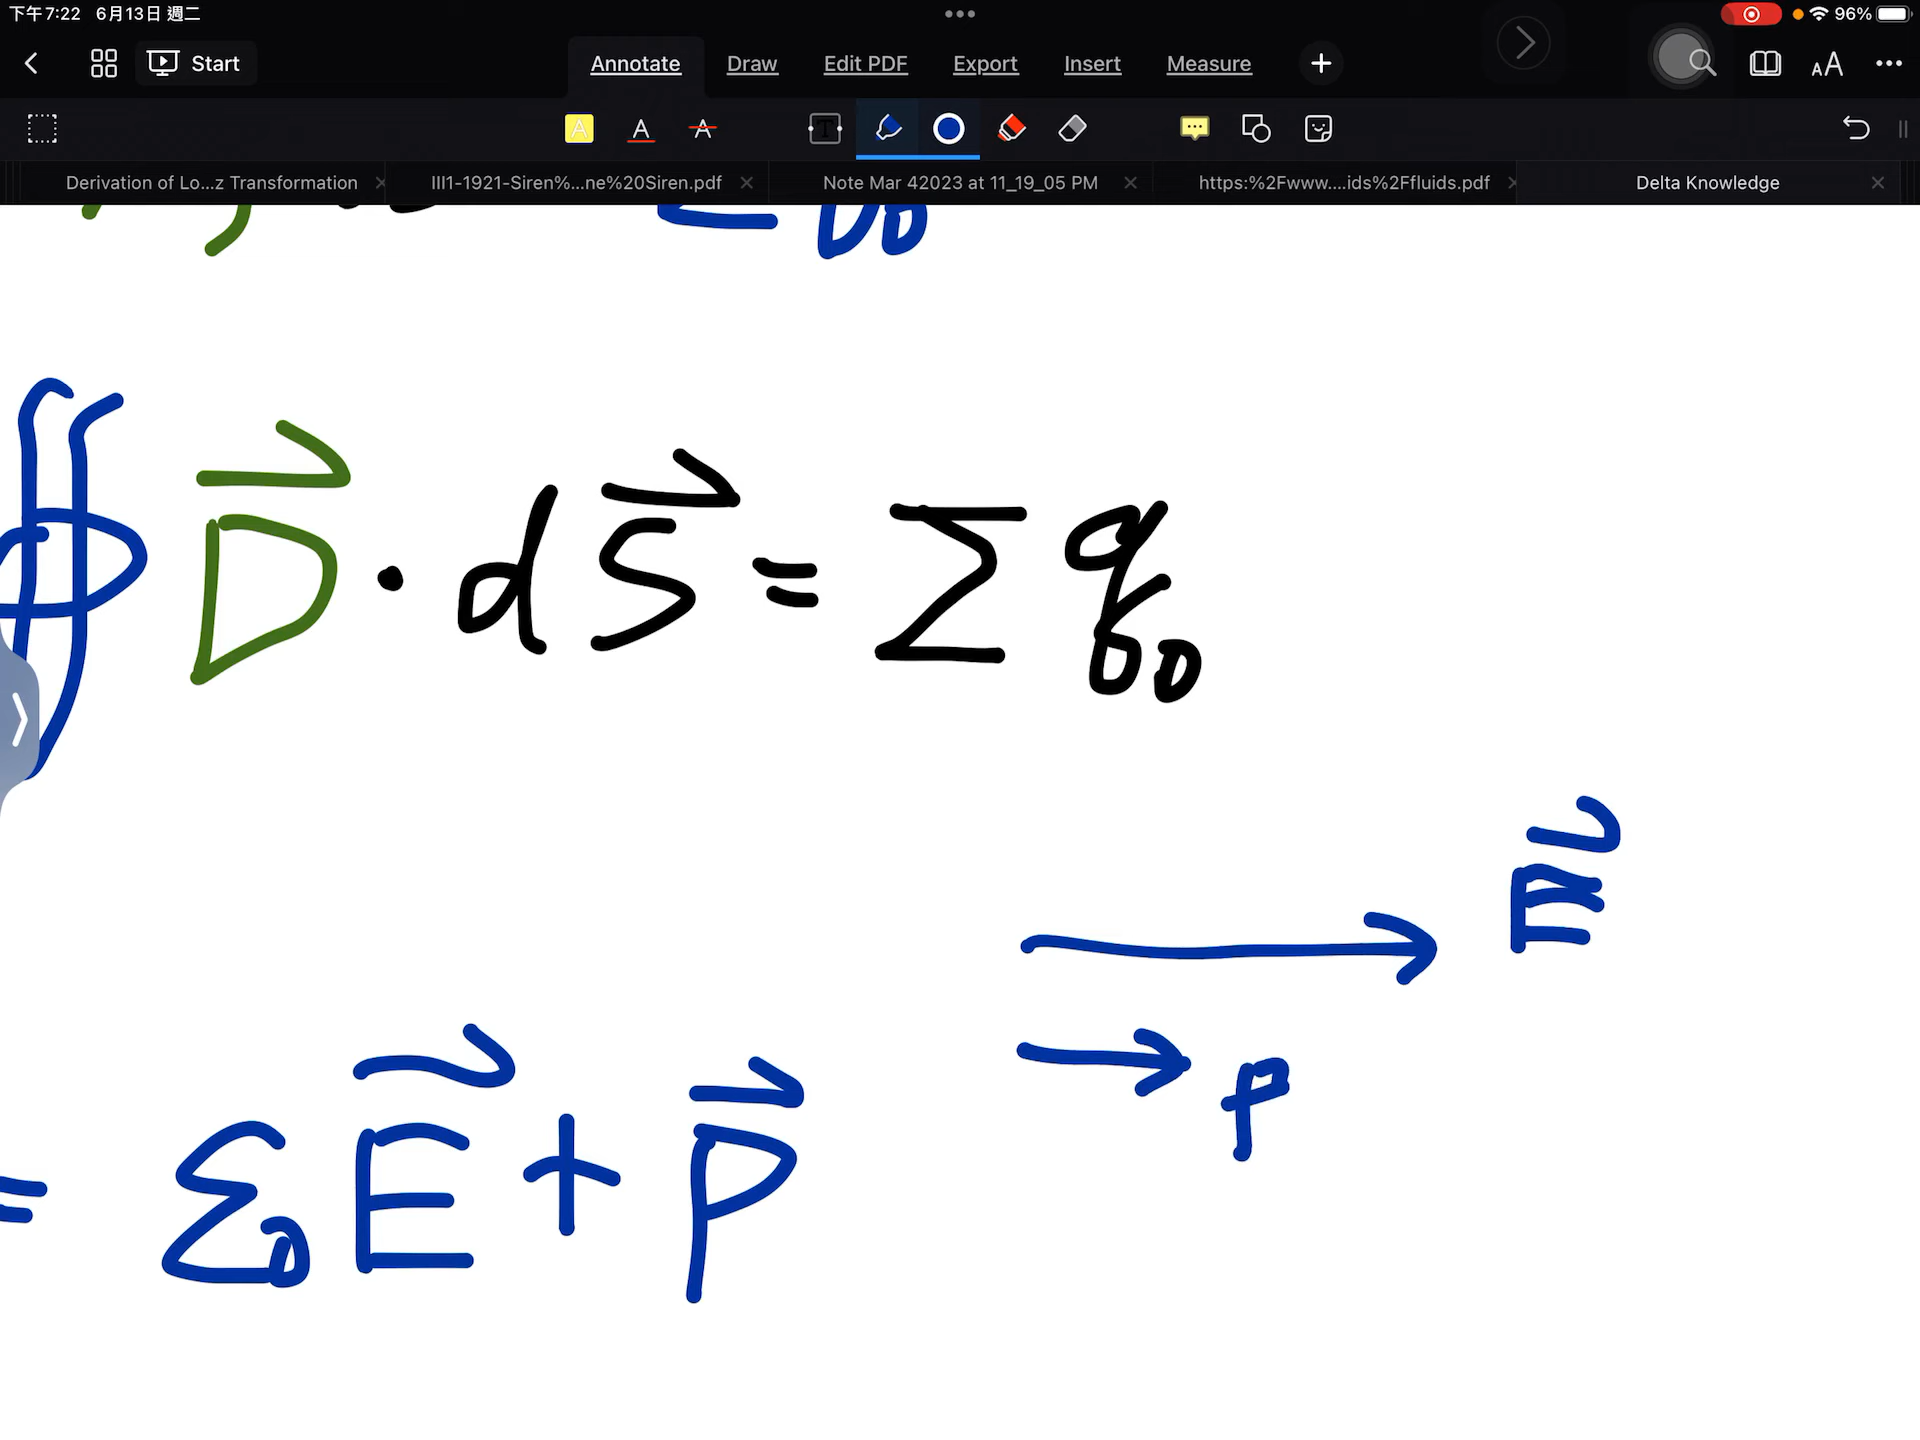 下午7:22 6月13日 週二 96%
Start Annotate Draw Edit PDF Export Insert Measure AA
A A A T
Derivation of Lo...z Transformation III1-1921-Siren%...ne%20Siren.pdf Note Mar 42023 at 11_19_05 PM https:%2Fwww....ids%2Ffluids.pdf Delta Knowledge
∯ D⃗ · dS⃗ = Σ q₀
E⃗
P
= ε₀ E⃗ + P⃗